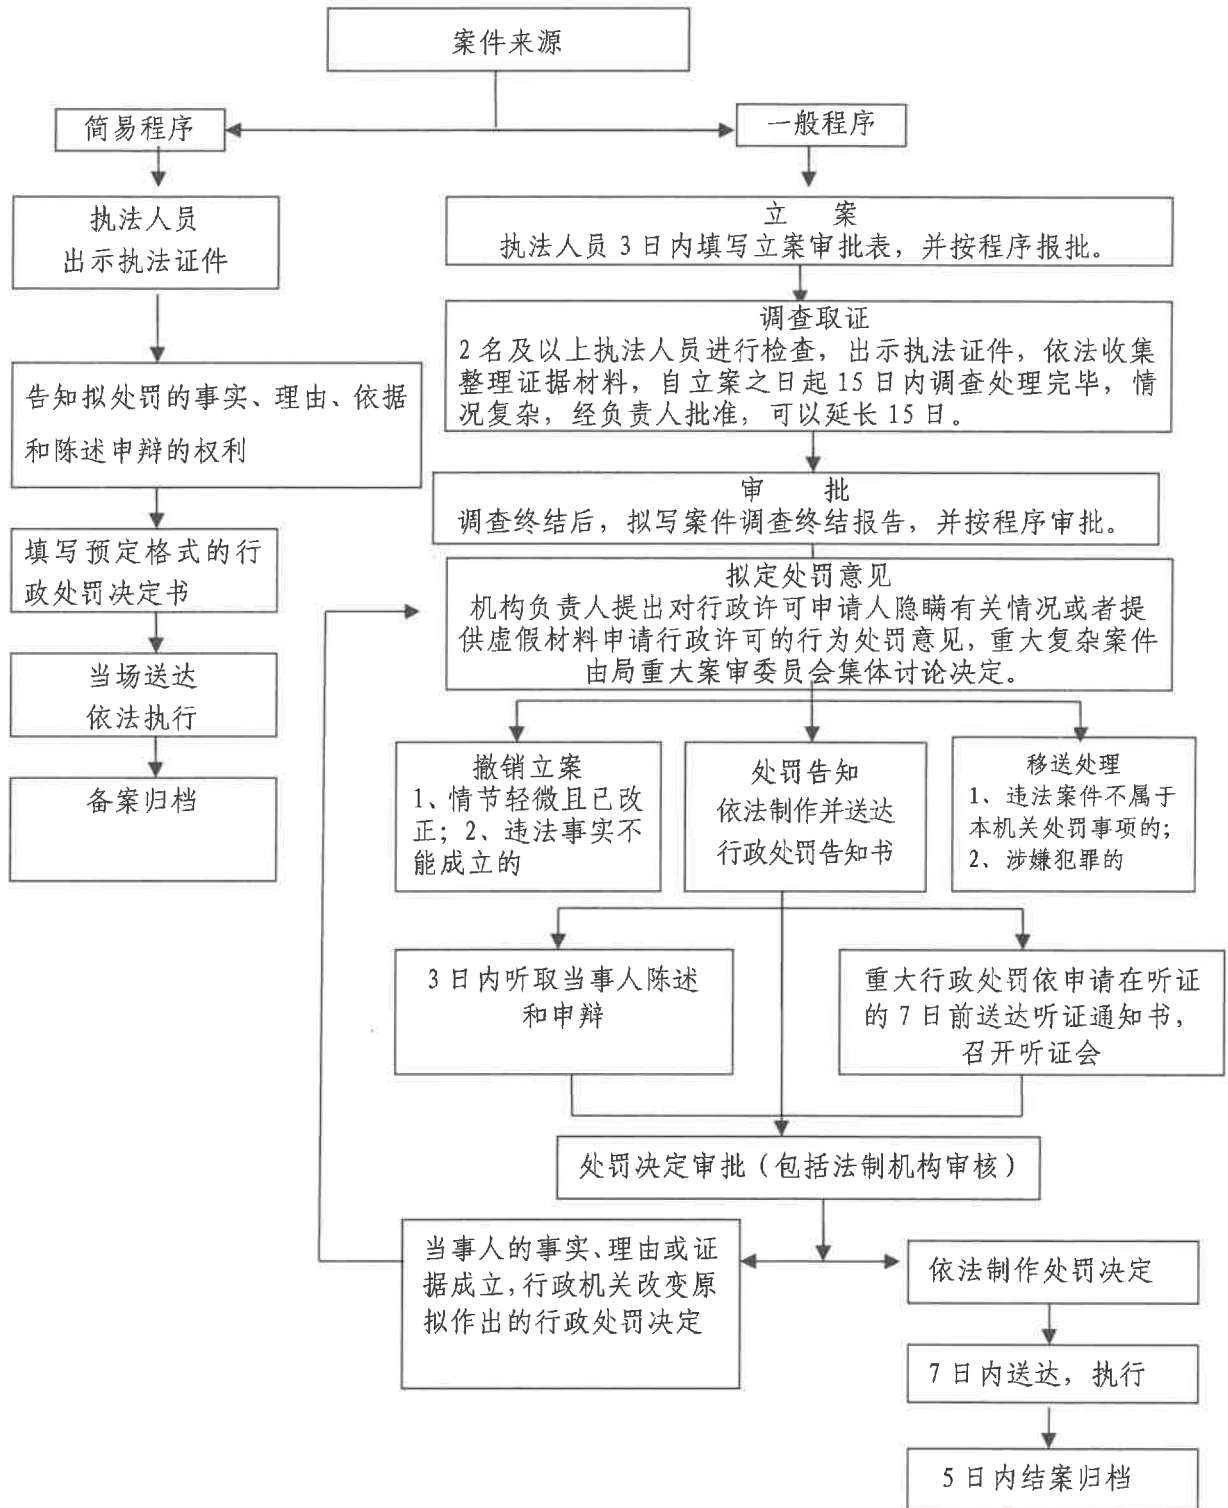 案件来源
简易程序
一般程序
执法人员
出示执法证件
告知拟处罚的事实、理由、依据
和陈述申辩的权利
填写预定格式的行
政处罚决定书
当场送达
依法执行
备案归档
立 案
执法人员 3 日内填写立案审批表，并按程序报批。
调查取证
2 名及以上执法人员进行检查，出示执法证件，依法收集
整理证据材料，自立案之日起 15 日内调查处理完毕，情
况复杂，经负责人批准，可以延长 15 日。
审 批
调查终结后，拟写案件调查终结报告，并按程序审批。
拟定处罚意见
机构负责人提出对行政许可申请人隐瞒有关情况或者提
供虚假材料申请行政许可的行为处罚意见，重大复杂案件
由局重大案审委员会集体讨论决定。
撤销立案
1、情节轻微且已改
正；2、违法事实不
能成立的
处罚告知
依法制作并送达
行政处罚告知书
移送处理
1、违法案件不属于
本机关处罚事项的；
2、涉嫌犯罪的
3 日内听取当事人陈述
和申辩
重大行政处罚依申请在听证
的 7 日前送达听证通知书，
召开听证会
处罚决定审批（包括法制机构审核）
当事人的事实、理由或证
据成立，行政机关改变原
拟作出的行政处罚决定
依法制作处罚决定
7 日内送达，执行
5 日内结案归档